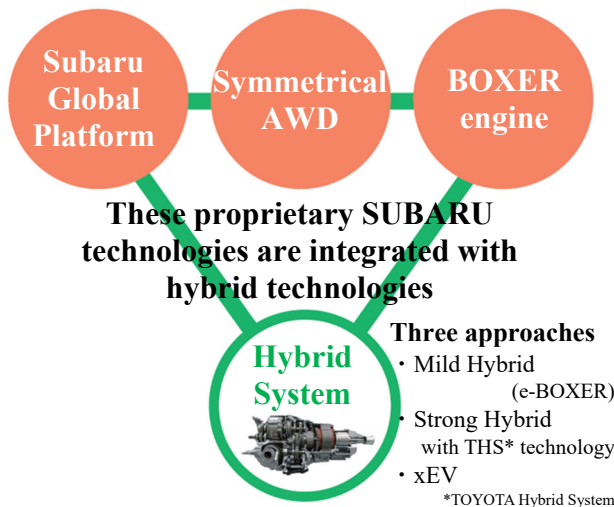 Subaru
Global
Platform
Symmetrical
AWD
BOXER
engine
These proprietary SUBARU
technologies are integrated with
hybrid technologies
Hybrid
System
Three approaches
・Mild Hybrid
(e-BOXER)
・Strong Hybrid
with THS* technology
・xEV
*TOYOTA Hybrid System